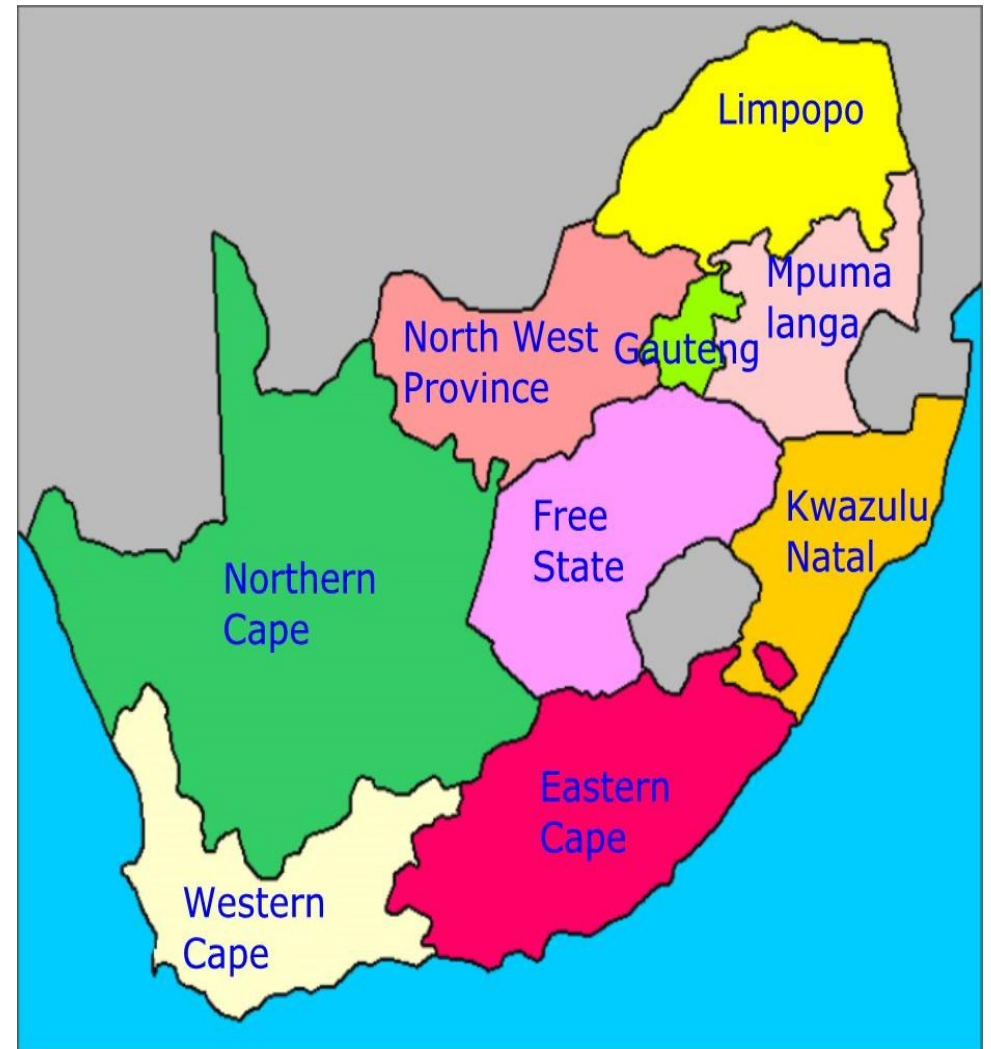 Limpopo
Mpuma
langa
North West
Province
Gauteng
Free
State
Kwazulu
Natal
Northern
Cape
Eastern
Cape
Western
Cape